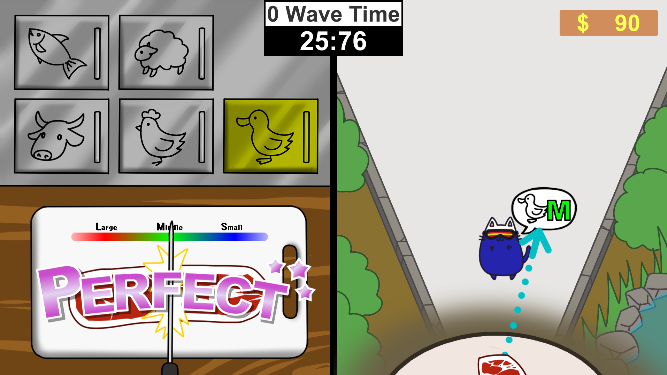 0 Wave Time
25:76
$ 90
Large Middle Small
PERFECT
M